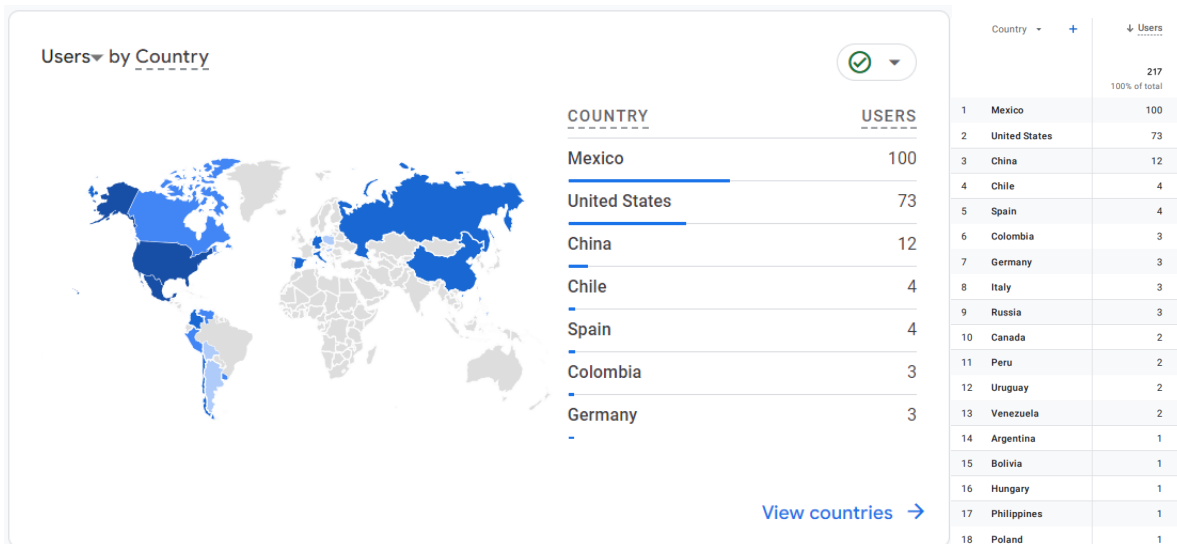 Users by Country
COUNTRY USERS
Mexico 100
United States 73
China 12
Chile 4
Spain 4
Colombia 3
Germany 3
View countries
Country + Users
217
100% of total
1 Mexico 100
2 United States 73
3 China 12
4 Chile 4
5 Spain 4
6 Colombia 3
7 Germany 3
8 Italy 3
9 Russia 3
10 Canada 2
11 Peru 2
12 Uruguay 2
13 Venezuela 2
14 Argentina 1
15 Bolivia 1
16 Hungary 1
17 Philippines 1
18 Poland 1